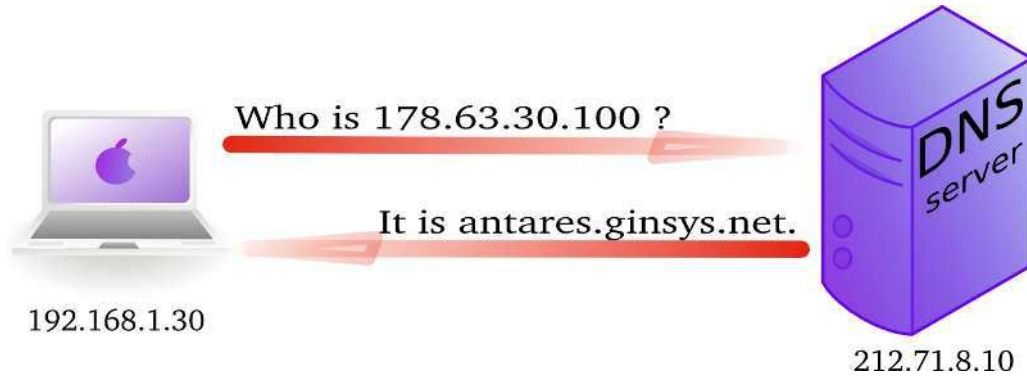 Who is 178.63.30.100 ?
It is antares.ginsys.net.
192.168.1.30
DNS
server
212.71.8.10